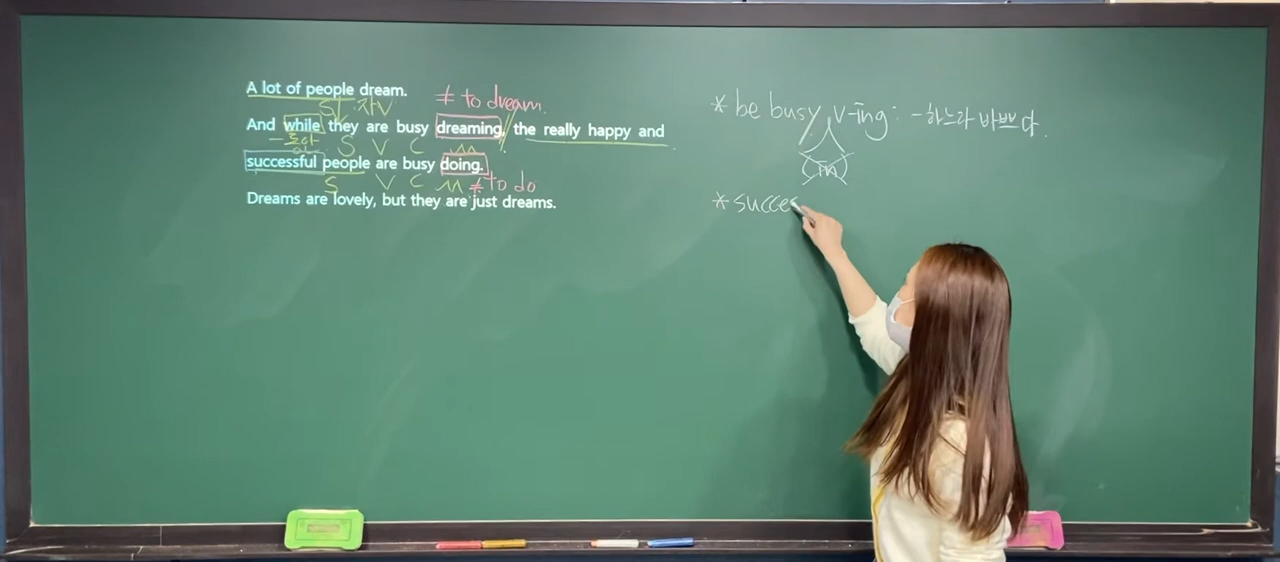 A lot of people dream.
S 자V ≠ to dream.
And while they are busy dreaming, the really happy and
~동안 S V C M
successful people are busy doing.
S V C M ≠ to do
Dreams are lovely, but they are just dreams.
* be busy v-ing : -하느라 바쁘다.
(in)
* succes